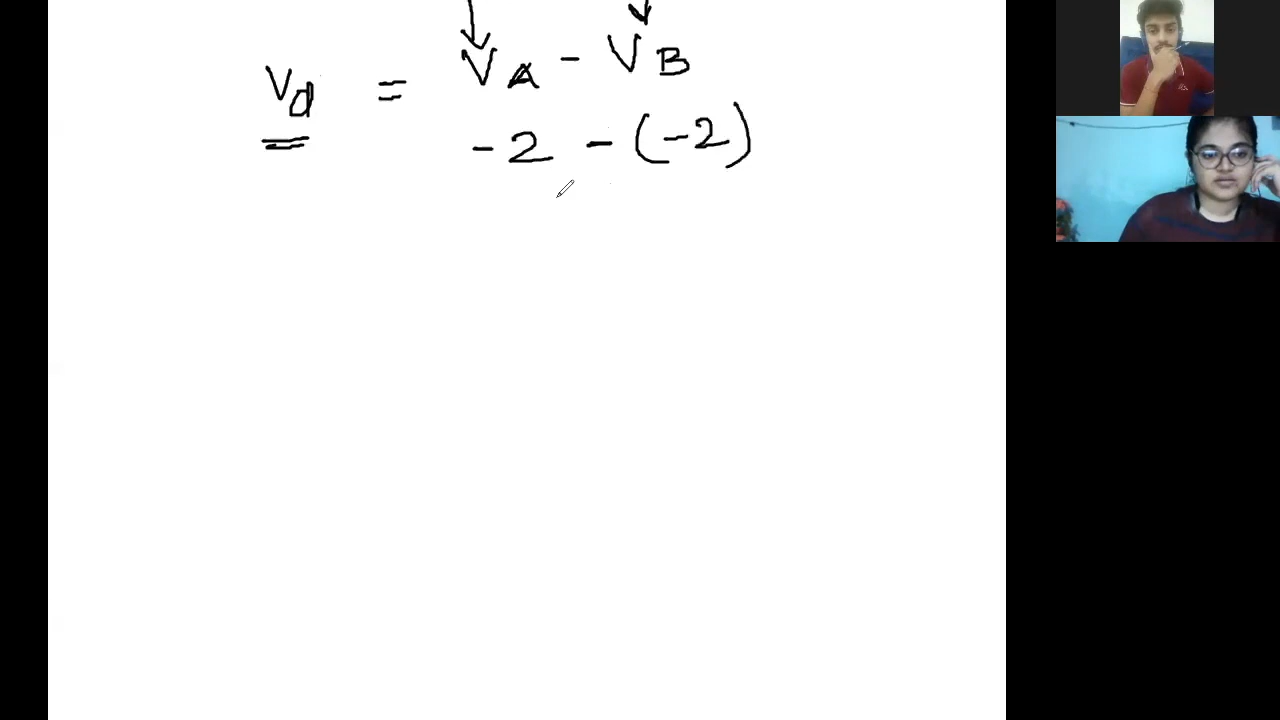 Vd = VA - VB
-2 - (-2)